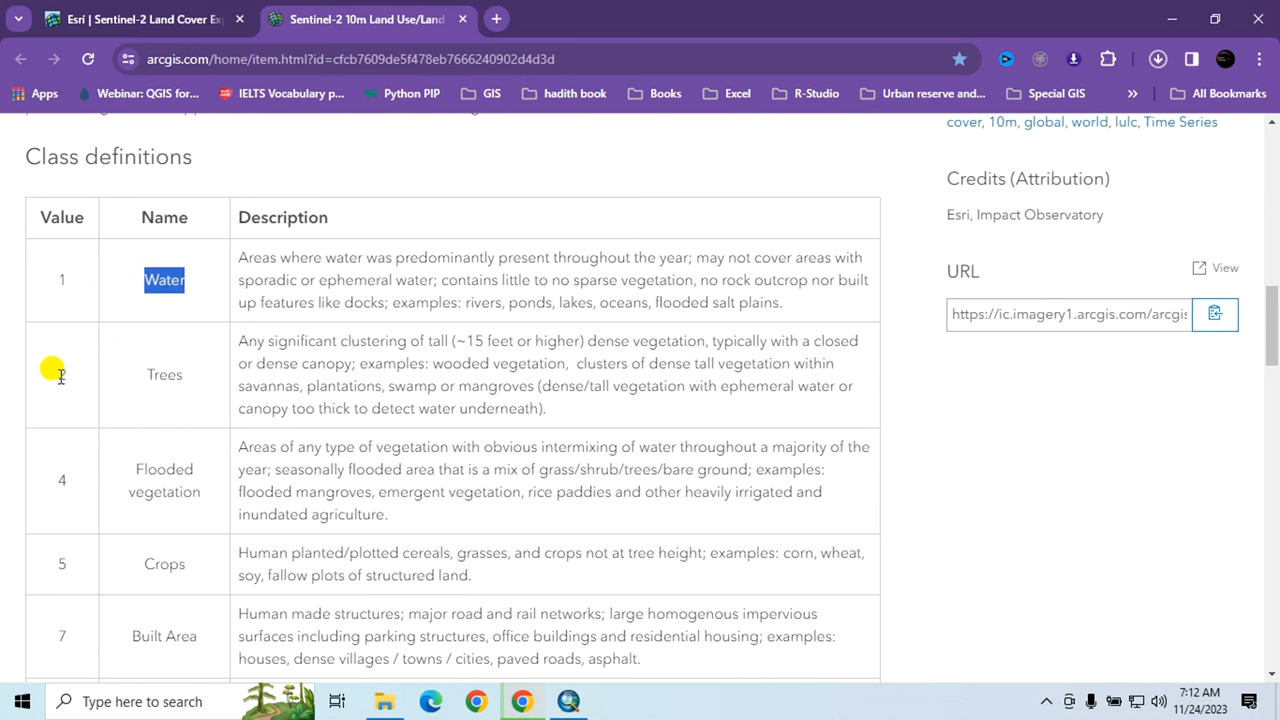 Esri | Sentinel-2 Land Cover Ex
Sentinel-2 10m Land Use/Land
arcgis.com/home/item.html?id=cfcb7609de5f478eb7666240902d4d3d
Apps
Webinar: QGIS for...
IELTS Vocabulary p...
Python PIP
GIS
hadith book
Books
Excel
R-Studio
Urban reserve and...
Special GIS
All Bookmarks
cover, 10m, global, world, lulc, Time Series
Class definitions
Value Name Description
1 Water
Areas where water was predominantly present throughout the year; may not cover areas with
sporadic or ephemeral water; contains little to no sparse vegetation, no rock outcrop nor built
up features like docks; examples: rivers, ponds, lakes, oceans, flooded salt plains.
Trees
Any significant clustering of tall (~15 feet or higher) dense vegetation, typically with a closed
or dense canopy; examples: wooded vegetation,  clusters of dense tall vegetation within
savannas, plantations, swamp or mangroves (dense/tall vegetation with ephemeral water or
canopy too thick to detect water underneath).
4
Flooded
vegetation
Areas of any type of vegetation with obvious intermixing of water throughout a majority of the
year; seasonally flooded area that is a mix of grass/shrub/trees/bare ground; examples:
flooded mangroves, emergent vegetation, rice paddies and other heavily irrigated and
inundated agriculture.
5 Crops
Human planted/plotted cereals, grasses, and crops not at tree height; examples: corn, wheat,
soy, fallow plots of structured land.
7 Built Area
Human made structures; major road and rail networks; large homogenous impervious
surfaces including parking structures, office buildings and residential housing; examples:
houses, dense villages / towns / cities, paved roads, asphalt.
Credits (Attribution)
Esri, Impact Observatory
URL
View
https://ic.imagery1.arcgis.com/arcgis
Type here to search
7:12 AM
11/24/2023